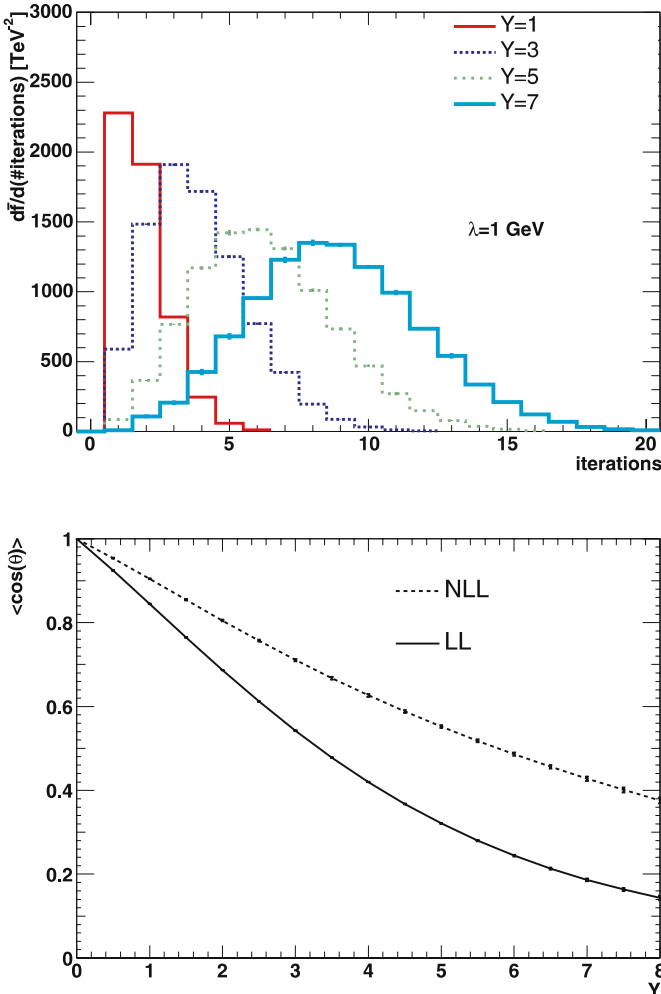 df̄/d(#iterations) [TeV⁻²]
3000
2500
2000
1500
1000
500
0
Y=1
Y=3
Y=5
Y=7
λ=1 GeV
0 5 10 15 20
iterations
<cos(θ)>
1
0.8
0.6
0.4
0.2
0
NLL
LL
0 1 2 3 4 5 6 7 8
Y